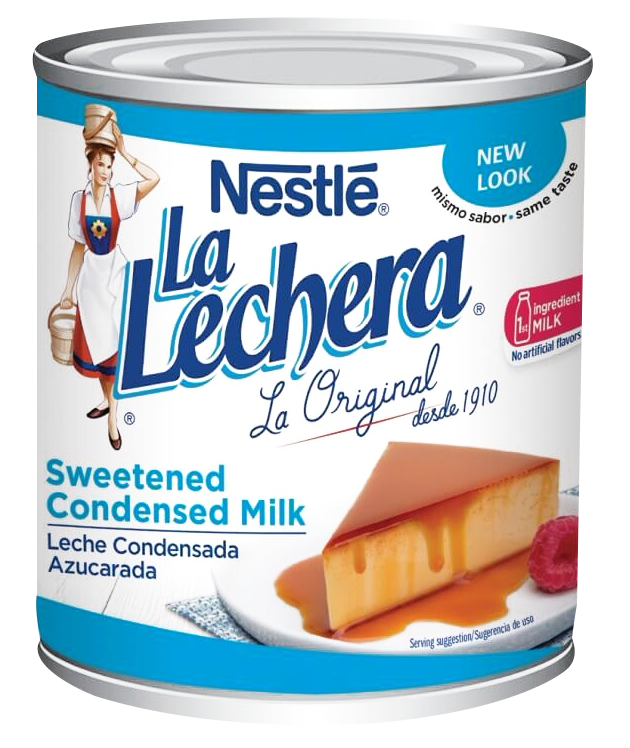 Nestlé®
NEW
LOOK
mismo sabor • same taste
La
Lechera®
1st
ingredient
MILK
No artificial flavors
La Original
desde 1910
®
Sweetened
Condensed Milk
Leche Condensada
Azucarada
Serving suggestion/Sugerencia de uso